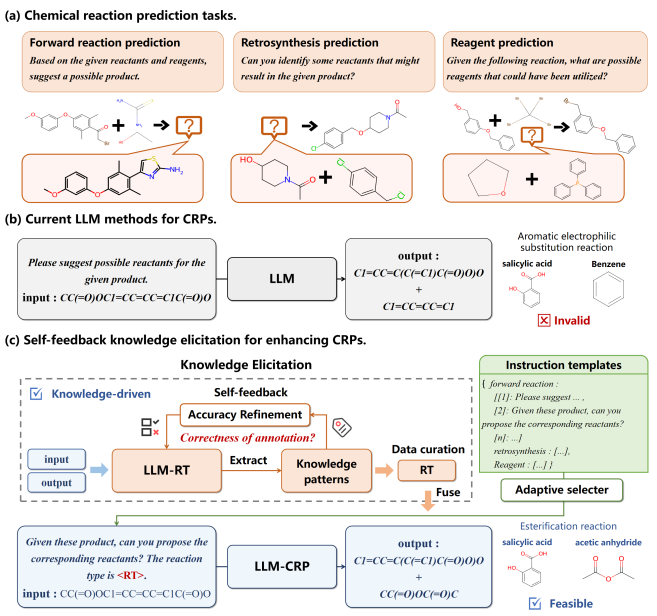 (a) Chemical reaction prediction tasks.
Forward reaction prediction
Based on the given reactants and reagents,
suggest a possible product.
Retrosynthesis prediction
Can you identify some reactants that might
result in the given product?
Reagent prediction
Given the following reaction, what are possible
reagents that could have been utilized?
(b) Current LLM methods for CRPs.
Please suggest possible reactants for the
given product.
input : CC(=O)OC1=CC=CC=C1C(=O)O
LLM
output :
C1=CC=C(C(=C1)C(=O)O)O
+
C1=CC=CC=C1
Aromatic electrophilic
substitution reaction
salicylic acid
Benzene
Invalid
(c) Self-feedback knowledge elicitation for enhancing CRPs.
Knowledge Elicitation
Knowledge-driven
Self-feedback
Accuracy Refinement
Correctness of annotation?
input
output
LLM-RT
Extract
Knowledge
patterns
Data curation
RT
Fuse
Instruction templates
{ forward reaction :
[[1]: Please suggest ... ,
[2]: Given these product, can you
propose the corresponding reactants?
[n]: ...]
retrosynthesis : [...],
Reagent : [...] }
Adaptive selecter
Given these product, can you propose the
corresponding reactants? The reaction
type is <RT>.
input : CC(=O)OC1=CC=CC=C1C(=O)O
LLM-CRP
output :
C1=CC=C(C(=C1)C(=O)O)O
+
CC(=O)OC(=O)C
Esterification reaction
salicylic acid
acetic anhydride
Feasible